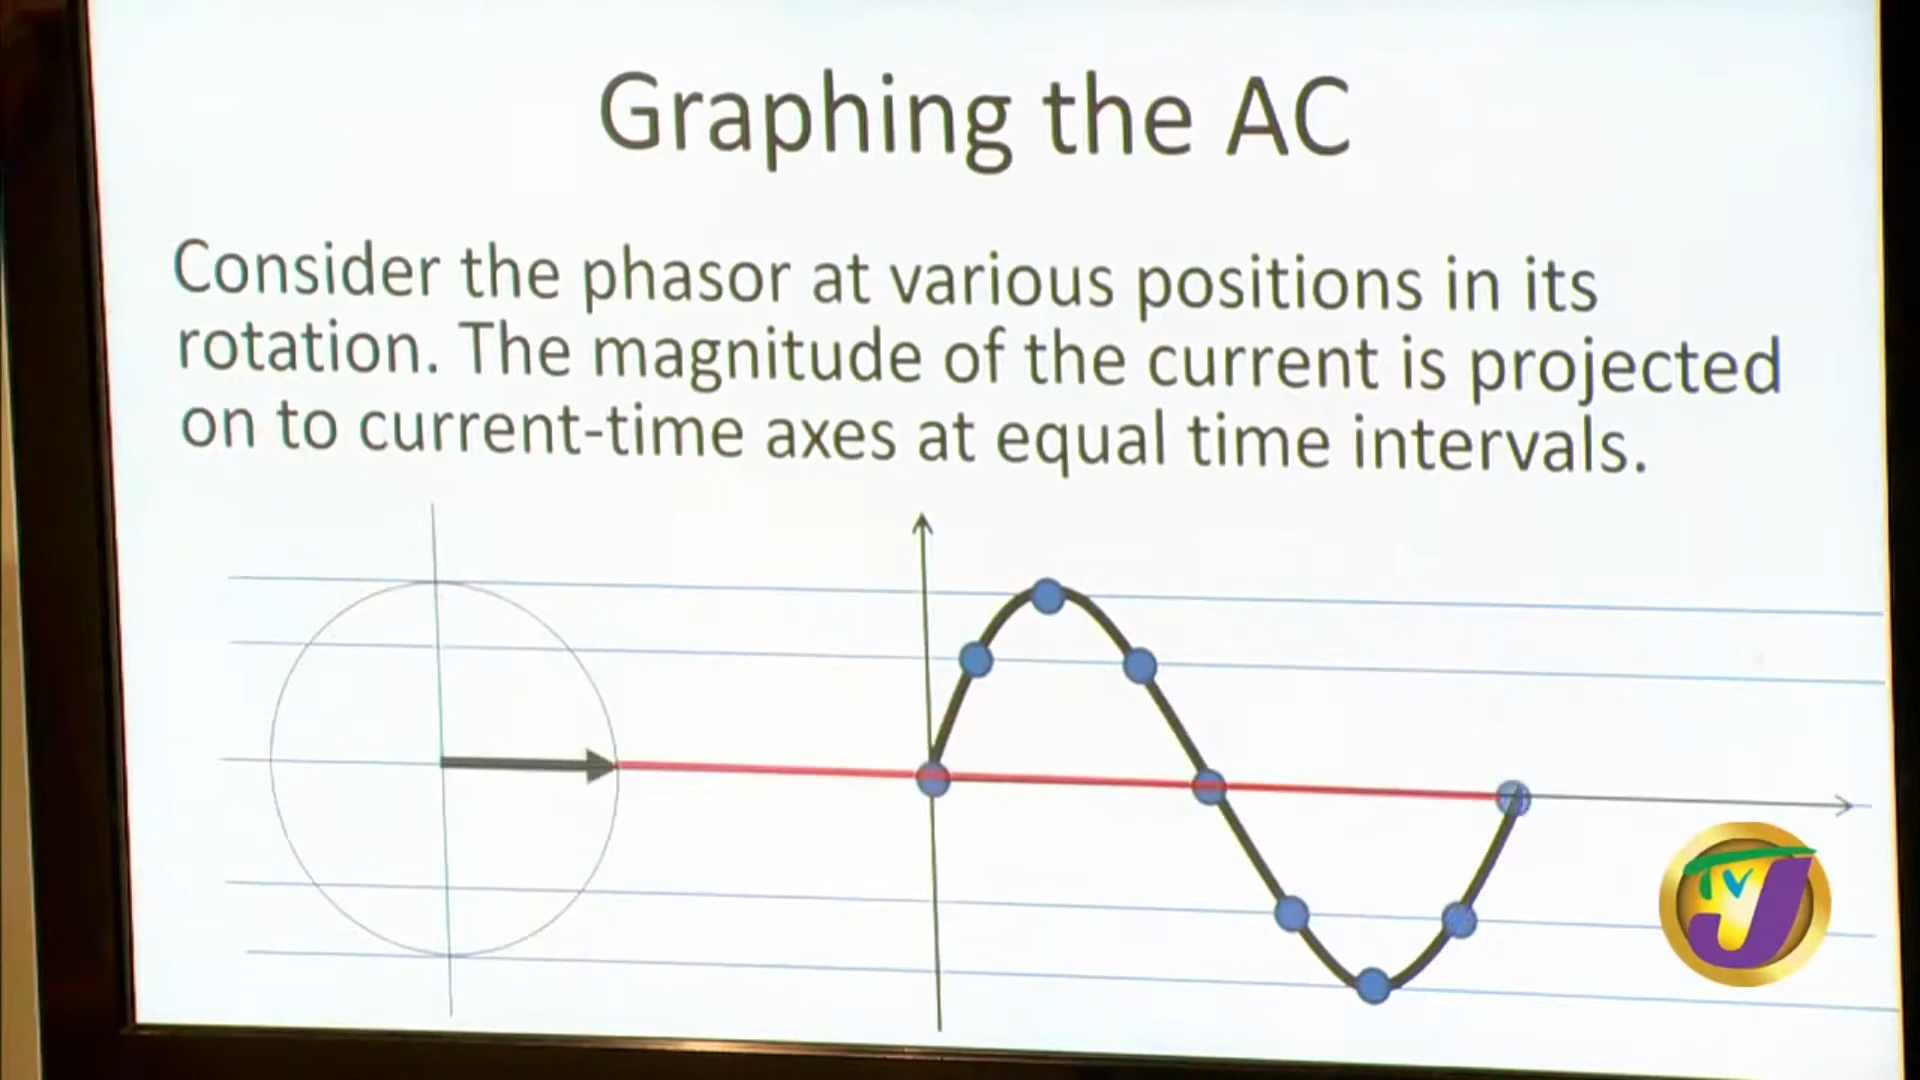 Graphing the AC
Consider the phasor at various positions in its
rotation. The magnitude of the current is projected
on to current-time axes at equal time intervals.
TVJ